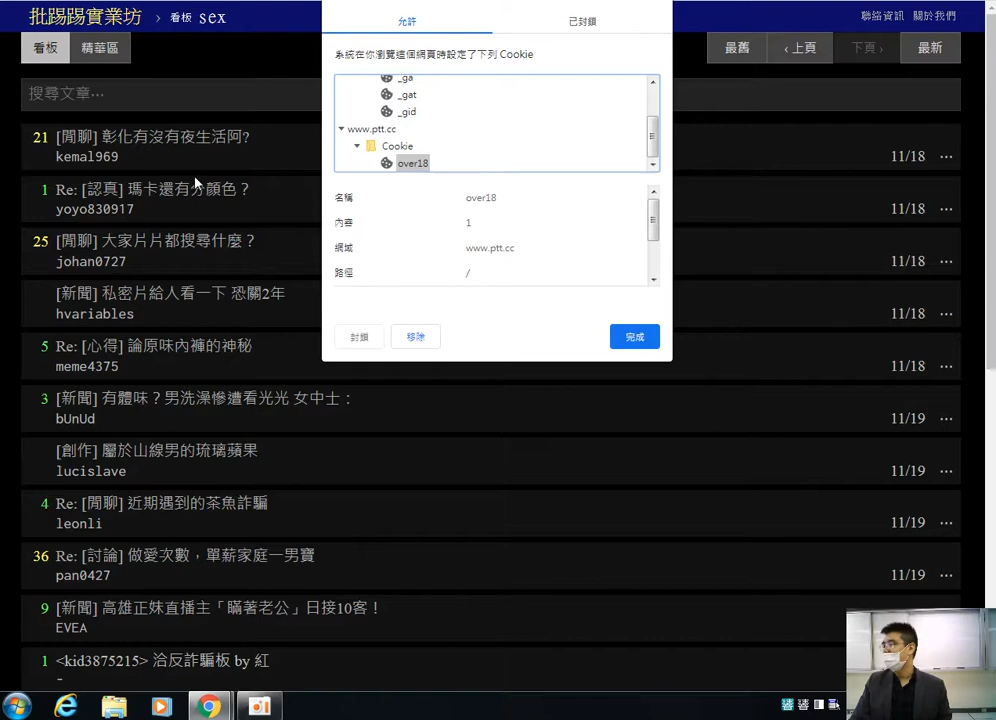 批踢踢實業坊 › 看板 sex
聯絡資訊 關於我們
看板 精華區
最舊 ‹ 上頁 下頁 › 最新
搜尋文章…
允許 已封鎖
系統在你瀏覽這個網頁時設定了下列 Cookie
_ga
_gat
_gid
www.ptt.cc
Cookie
over18
名稱 over18
內容 1
網域 www.ptt.cc
路徑 /
封鎖 移除 完成
21 [閒聊] 彰化有沒有夜生活阿?
kemal969 11/18 ⋯
1 Re: [認真] 瑪卡還有分顏色？
yoyo830917 11/18 ⋯
25 [閒聊] 大家片片都搜尋什麼？
johan0727 11/18 ⋯
[新聞] 私密片給人看一下 恐關2年
hvariables 11/18 ⋯
5 Re: [心得] 論原味內褲的神秘
meme4375 11/18 ⋯
3 [新聞] 有體味？男洗澡慘遭看光光 女中士：
bUnUd 11/19 ⋯
[創作] 屬於山線男的琉璃蘋果
lucislave 11/19 ⋯
4 Re: [閒聊] 近期遇到的茶魚詐騙
leonli 11/19 ⋯
36 Re: [討論] 做愛次數，單薪家庭一男寶
pan0427 11/19 ⋯
9 [新聞] 高雄正妹直播主「瞞著老公」日接10客！
EVEA
1 <kid3875215> 洽反詐騙板 by 紅
-